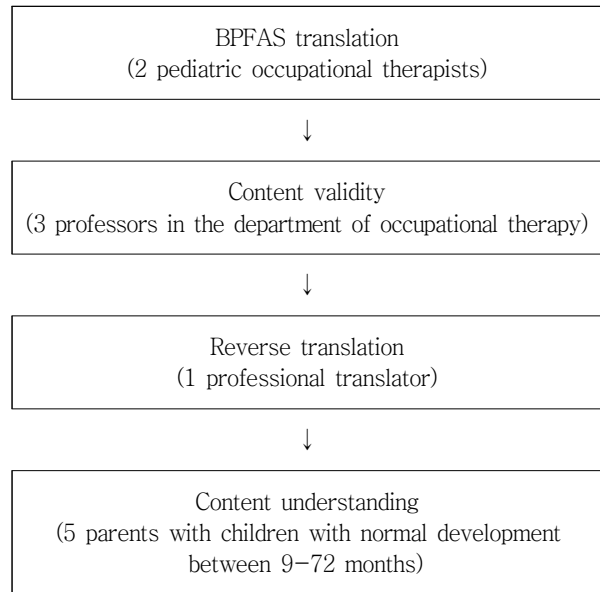 BPFAS translation
(2 pediatric occupational therapists)
↓
Content validity
(3 professors in the department of occupational therapy)
↓
Reverse translation
(1 professional translator)
↓
Content understanding
(5 parents with children with normal development
between 9-72 months)